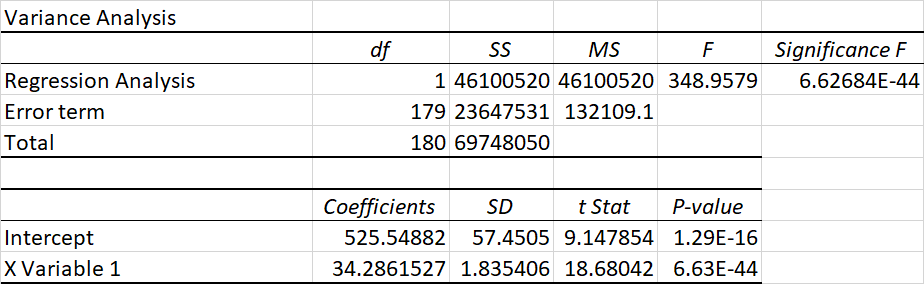 Variance Analysis
df SS MS F Significance F
Regression Analysis 1 46100520 46100520 348.9579 6.62684E-44
Error term 179 23647531 132109.1
Total 180 69748050
Coefficients SD t Stat P-value
Intercept 525.54882 57.4505 9.147854 1.29E-16
X Variable 1 34.2861527 1.835406 18.68042 6.63E-44